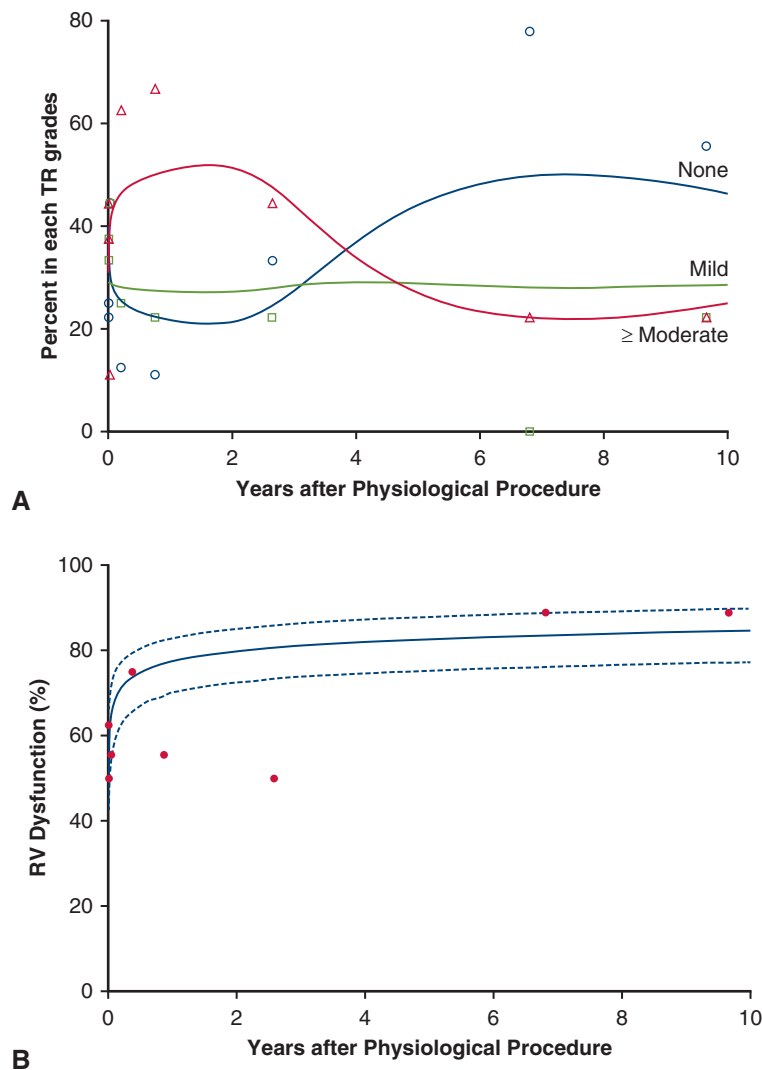 80
60
40
20
0
Percent in each TR grades
None
Mild
≥ Moderate
0 2 4 6 8 10
Years after Physiological Procedure
A
100
80
60
40
20
0
RV Dysfunction (%)
0 2 4 6 8 10
Years after Physiological Procedure
B